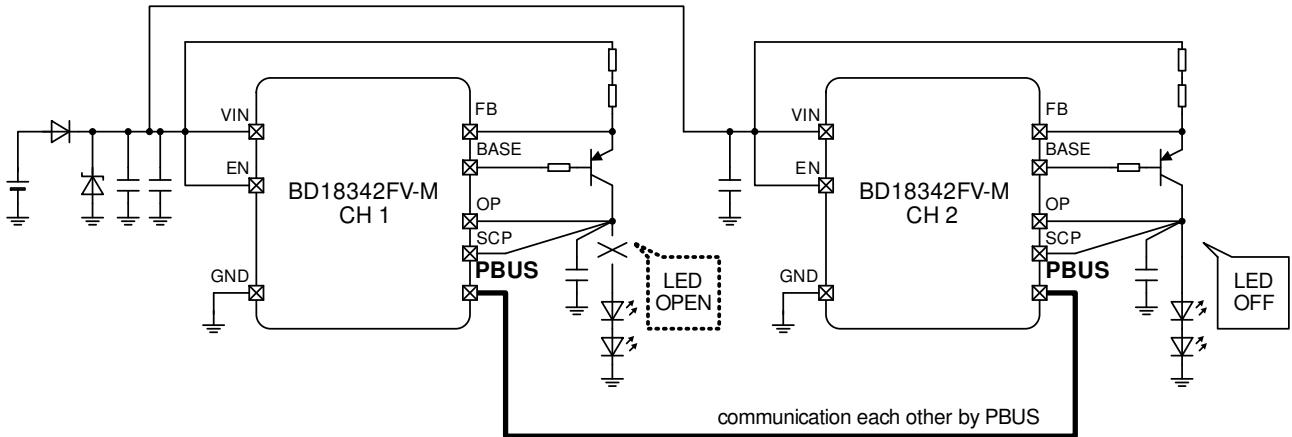 VIN
EN
GND
BD18342FV-M
CH 1
FB
BASE
OP
SCP
PBUS
LED
OPEN
VIN
EN
GND
BD18342FV-M
CH 2
FB
BASE
OP
SCP
PBUS
LED
OFF
communication each other by PBUS